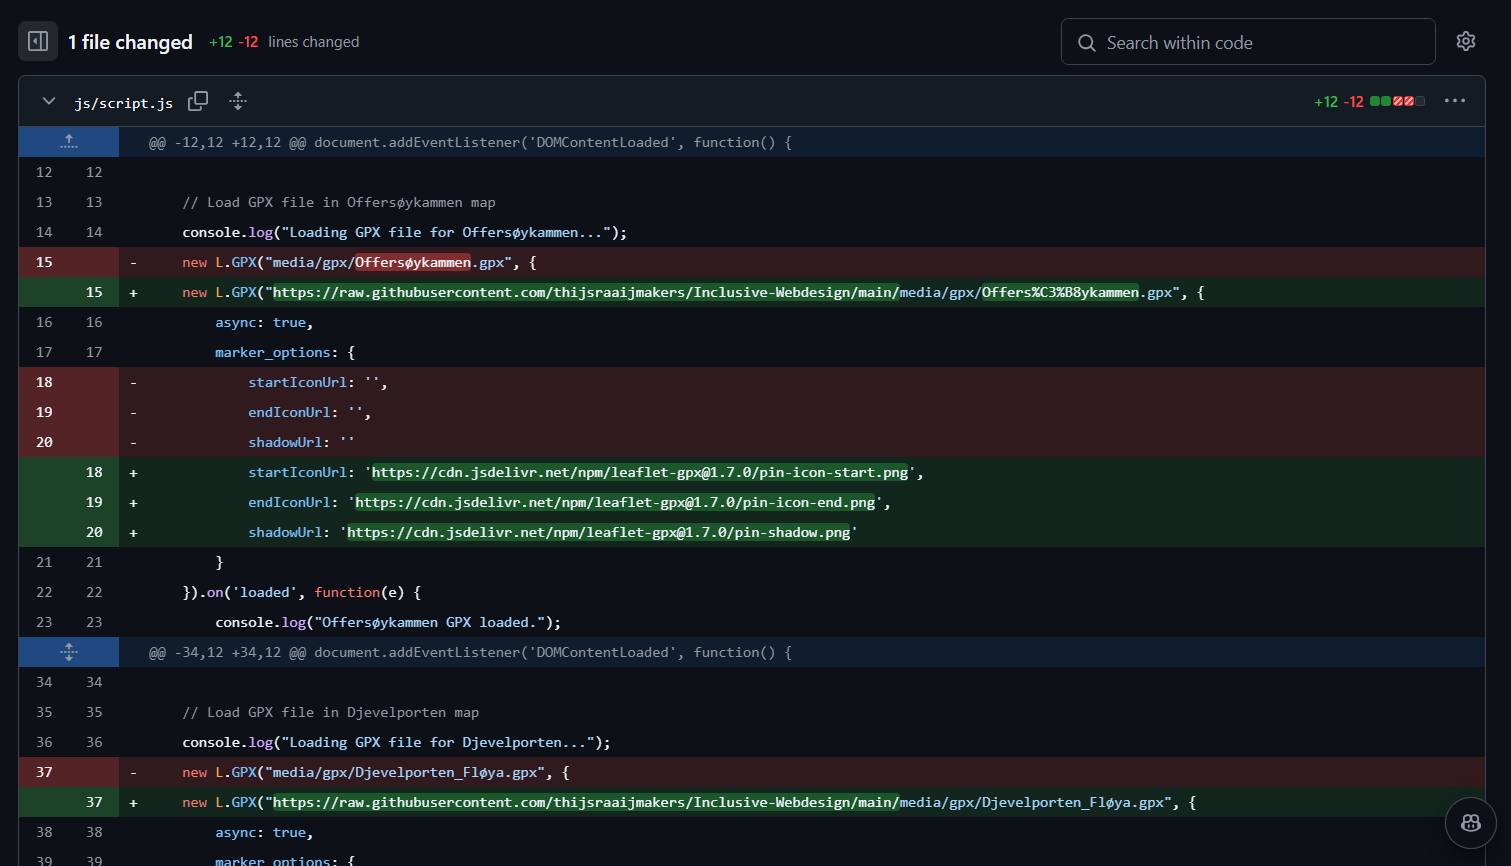 1 file changed +12 -12 lines changed
Search within code
js/script.js
+12 -12
@@ -12,12 +12,12 @@ document.addEventListener('DOMContentLoaded', function() {
12 12
13 13 // Load GPX file in Offersøykammen map
14 14 console.log("Loading GPX file for Offersøykammen...");
15 - new L.GPX("media/gpx/Offersøykammen.gpx", {
15 + new L.GPX("https://raw.githubusercontent.com/thijsraaijmakers/Inclusive-Webdesign/main/media/gpx/Offers%C3%B8ykammen.gpx", {
16 16 async: true,
17 17 marker_options: {
18 - startIconUrl: '',
19 - endIconUrl: '',
20 - shadowUrl: ''
18 + startIconUrl: 'https://cdn.jsdelivr.net/npm/leaflet-gpx@1.7.0/pin-icon-start.png',
19 + endIconUrl: 'https://cdn.jsdelivr.net/npm/leaflet-gpx@1.7.0/pin-icon-end.png',
20 + shadowUrl: 'https://cdn.jsdelivr.net/npm/leaflet-gpx@1.7.0/pin-shadow.png'
21 21 }
22 22 }).on('loaded', function(e) {
23 23 console.log("Offersøykammen GPX loaded.");
@@ -34,12 +34,12 @@ document.addEventListener('DOMContentLoaded', function() {
34 34
35 35 // Load GPX file in Djevelporten map
36 36 console.log("Loading GPX file for Djevelporten...");
37 - new L.GPX("media/gpx/Djevelporten_Fløya.gpx", {
37 + new L.GPX("https://raw.githubusercontent.com/thijsraaijmakers/Inclusive-Webdesign/main/media/gpx/Djevelporten_Fløya.gpx", {
38 38 async: true,
39 39 marker_options: {